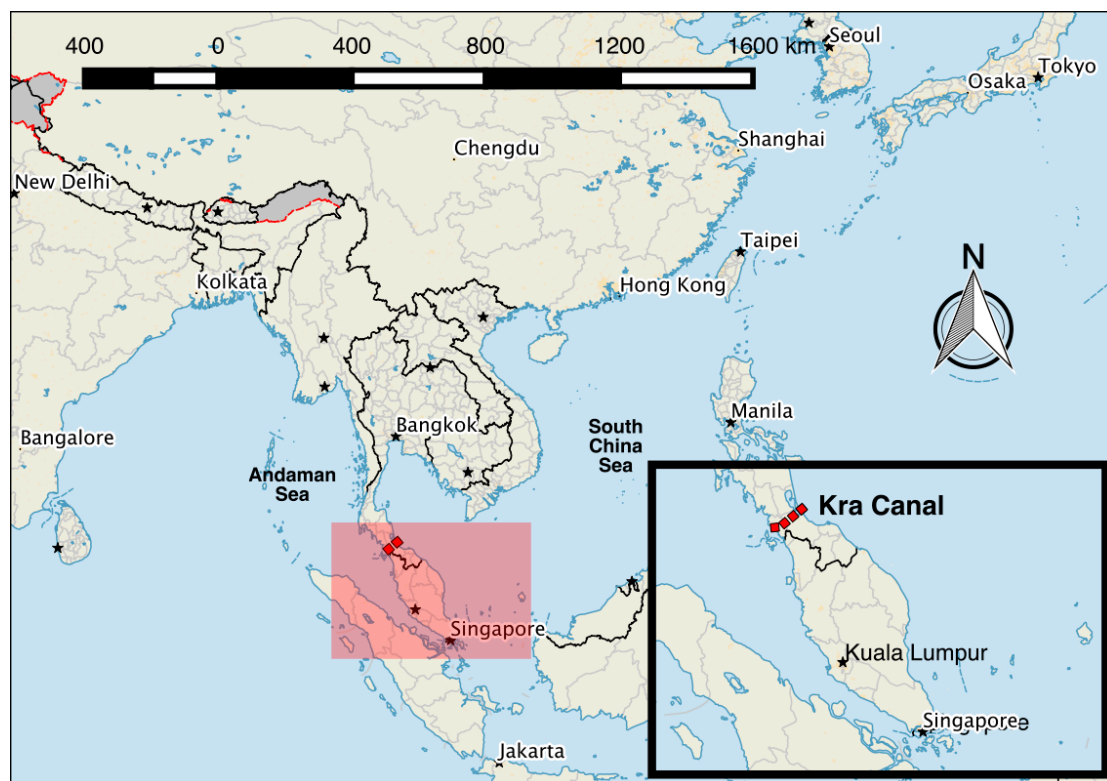 400 0 400 800 1200 1600 km
Seoul
Tokyo
Osaka
Shanghai
Chengdu
New Delhi
Taipei
N
Kolkata
Hong Kong
Manila
Bangkok
South
China
Sea
Bangalore
Andaman
Sea
Kra Canal
Singapore
Kuala Lumpur
Singapore
Jakarta